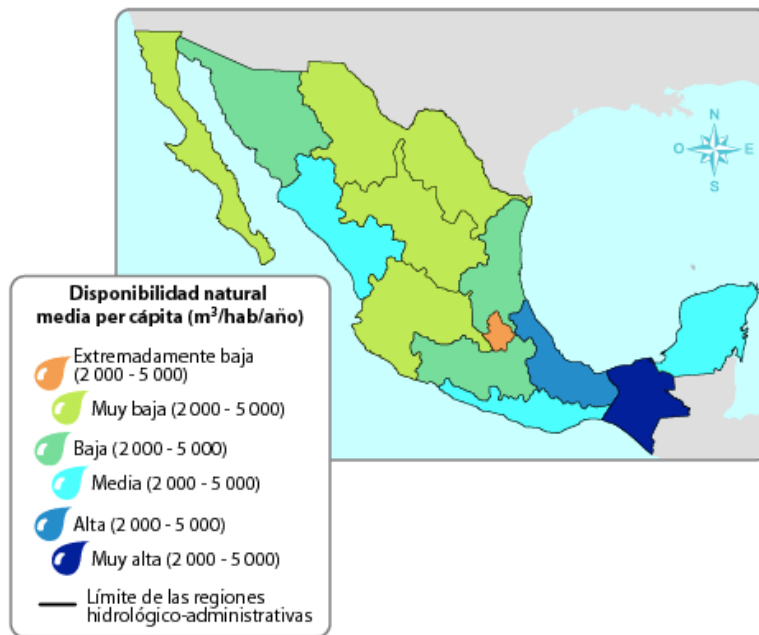 N
O
E
S
Disponibilidad natural
media per cápita (m³/hab/año)
Extremadamente baja
(2 000 - 5 000)
Muy baja (2 000 - 5 000)
Baja (2 000 - 5 000)
Media (2 000 - 5 000)
Alta (2 000 - 5 000)
Muy alta (2 000 - 5 000)
Límite de las regiones
hidrológico-administrativas